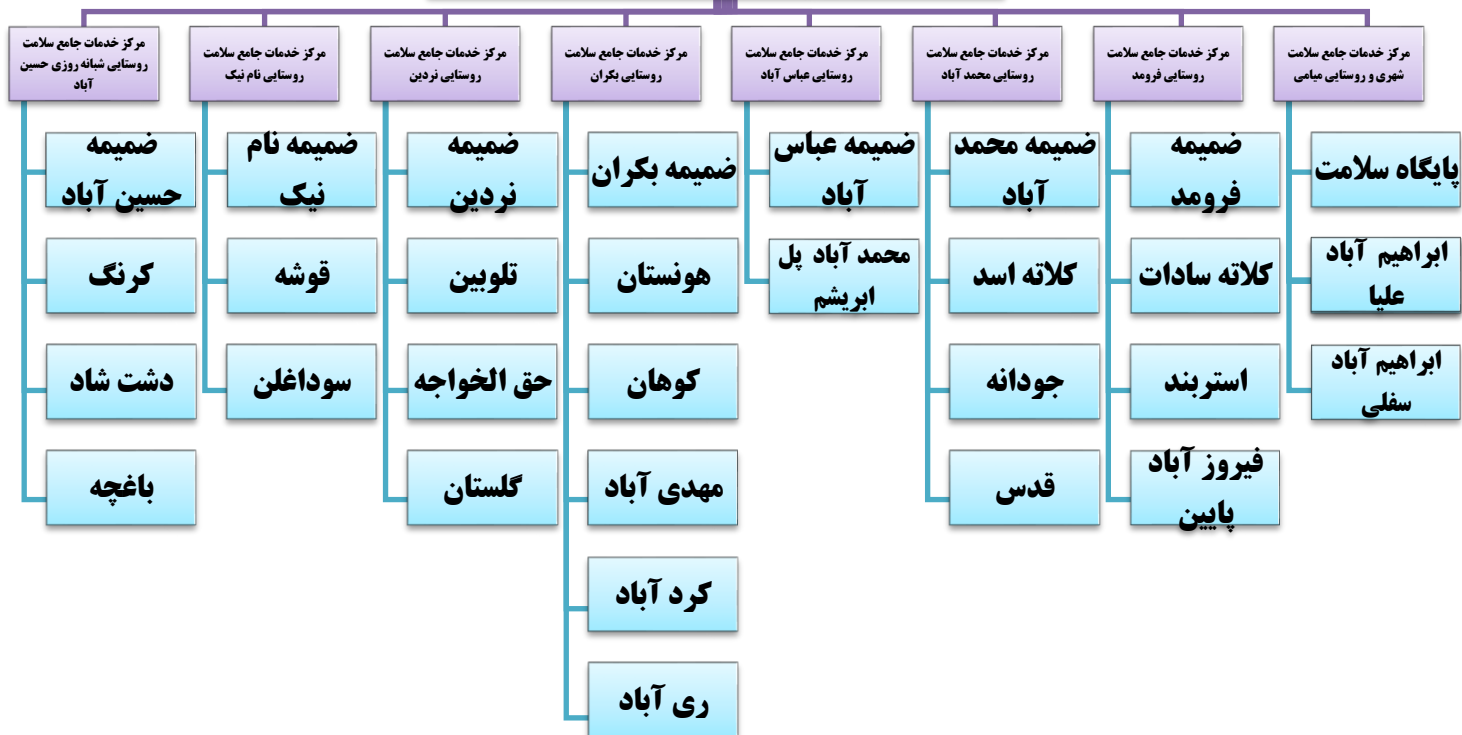 مرکز خدمات جامع سلامت
شهری و روستایی میامی
پایگاه سلامت
ابراهیم آباد
علیا
ابراهیم آباد
سفلی
مرکز خدمات جامع سلامت
روستایی فرومد
ضمیمه
فرومد
کلاته سادات
استربند
فیروز آباد
پایین
مرکز خدمات جامع سلامت
روستایی محمد آباد
ضمیمه محمد
آباد
کلاته اسد
جودانه
قدس
مرکز خدمات جامع سلامت
روستایی عباس آباد
ضمیمه عباس
آباد
محمد آباد پل
ابریشم
مرکز خدمات جامع سلامت
روستایی بکران
ضمیمه بکران
هونستان
کوهان
مهدی آباد
کرد آباد
ری آباد
مرکز خدمات جامع سلامت
روستایی نردین
ضمیمه
نردین
تلوبین
حق الخواجه
گلستان
مرکز خدمات جامع سلامت
روستایی نام نیک
ضمیمه نام
نیک
قوشه
سوداغلن
مرکز خدمات جامع سلامت
روستایی شبانه روزی حسین
آباد
ضمیمه
حسین آباد
کرنگ
دشت شاد
باغچه